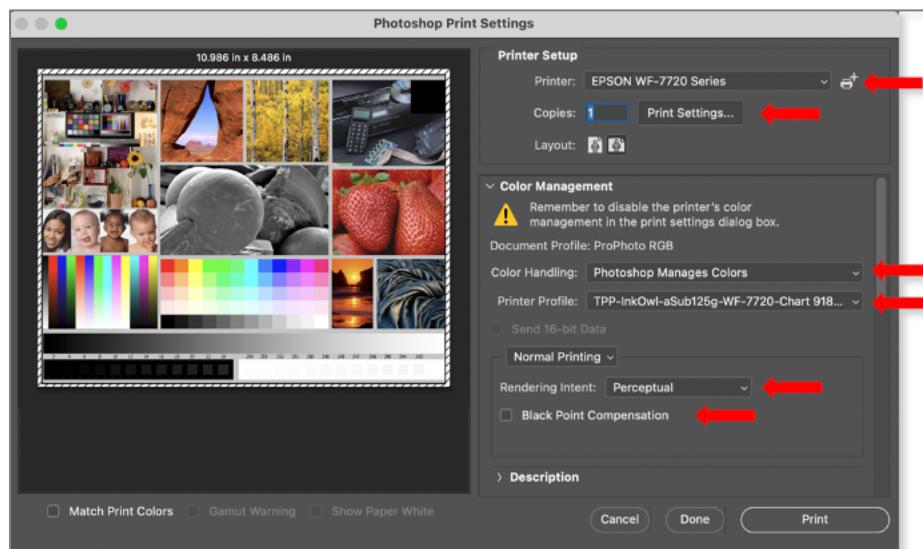 Photoshop Print Settings
10.986 in x 8.486 in
Printer Setup
Printer: EPSON WF-7720 Series
Copies: 1 Print Settings...
Layout:
Color Management
Remember to disable the printer's color
management in the print settings dialog box.
Document Profile: ProPhoto RGB
Color Handling: Photoshop Manages Colors
Printer Profile: TPP-InkOwl-aSub125g-WF-7720-Chart 918...
Send 16-bit Data
Normal Printing
Rendering Intent: Perceptual
Black Point Compensation
Description
Match Print Colors Gamut Warning Show Paper White
Cancel Done Print